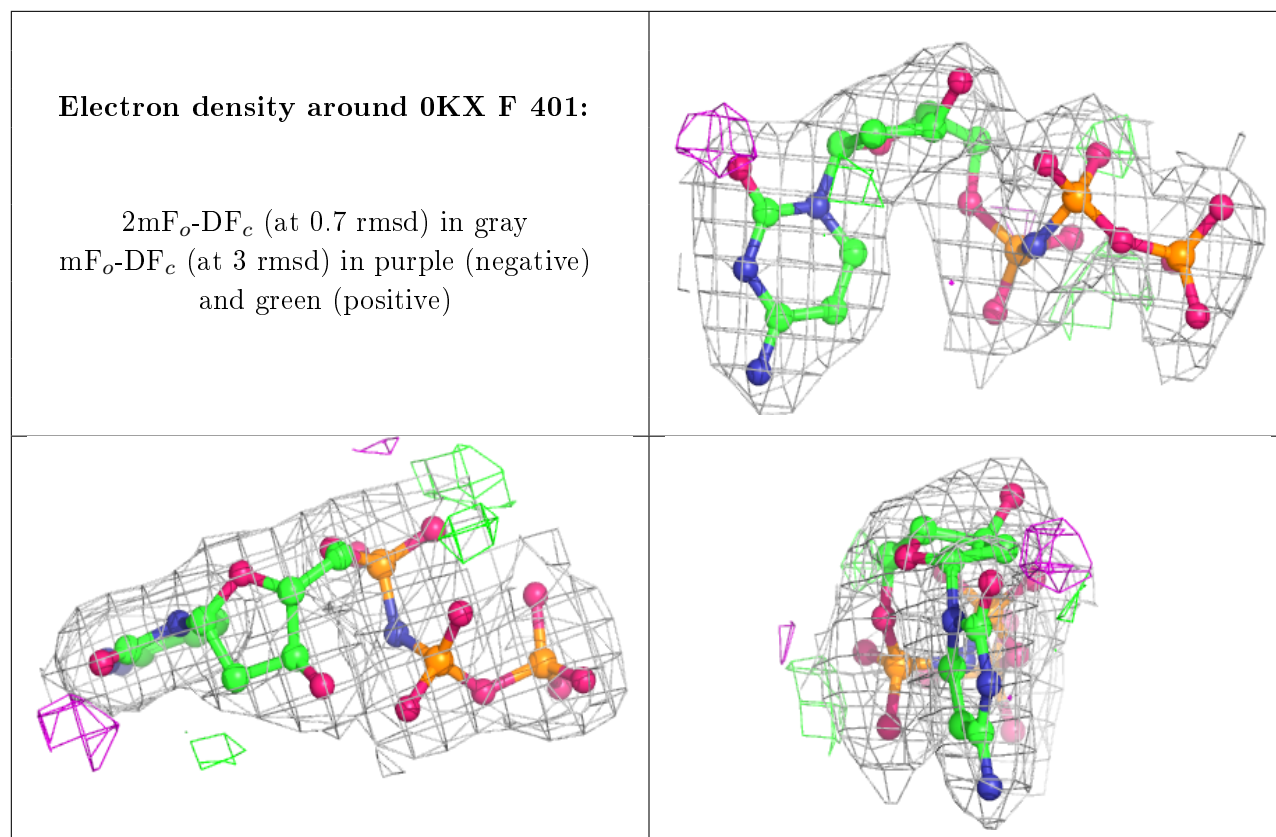 Electron density around 0KX F 401:
2mFo-DFc (at 0.7 rmsd) in gray
mFo-DFc (at 3 rmsd) in purple (negative)
and green (positive)